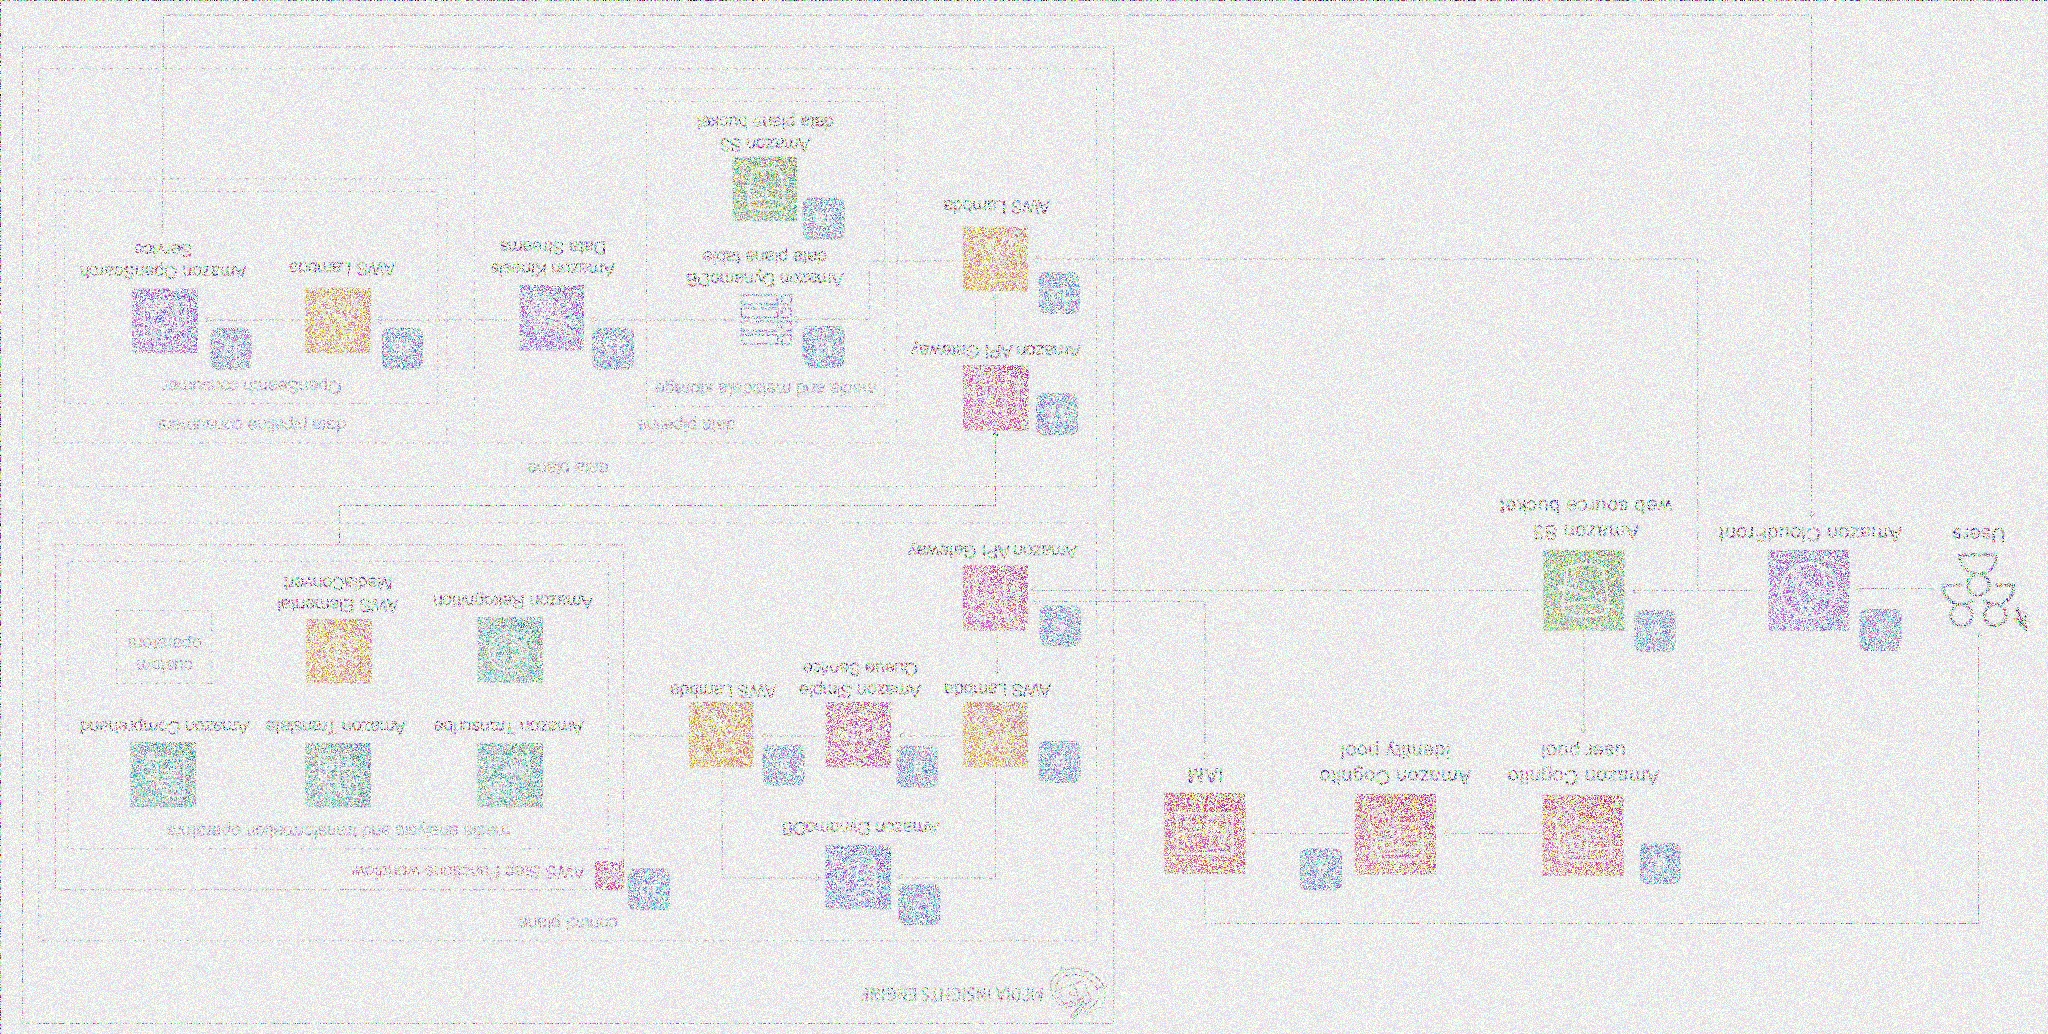 MEDIA INSIGHTS ENGINE
control plane
AWS Step Functions workflow
media analysis and transformation operators
Amazon Transcribe
Amazon Translate
Amazon Comprehend
Amazon Rekognition
AWS Elemental
MediaConvert
custom
operators
Amazon DynamoDB
AWS Lambda
Amazon Simple
Queue Service
AWS Lambda
Amazon API Gateway
Amazon Cognito
user pool
Amazon Cognito
identity pool
IAM
Users
Amazon CloudFront
Amazon S3
web source bucket
data plane
data pipeline
data pipeline consumers
media and metadata storage
OpenSearch consumer
Amazon API Gateway
AWS Lambda
Amazon DynamoDB
data plane table
Amazon S3
data plane bucket
Amazon Kinesis
Data Streams
AWS Lambda
Amazon OpenSearch
Service